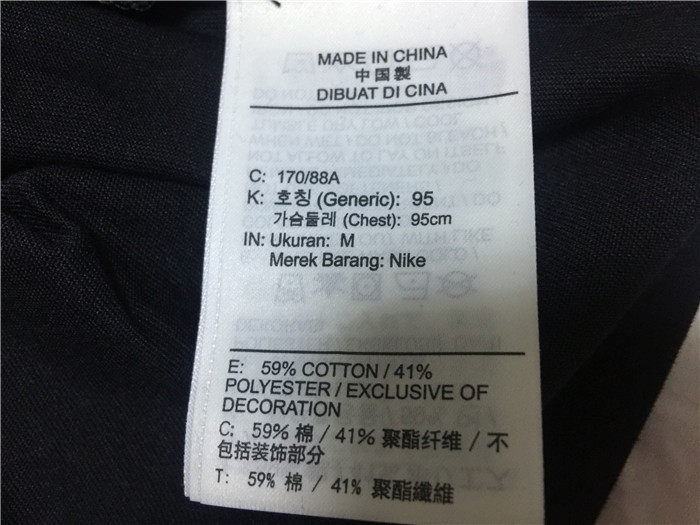 MADE IN CHINA
中国製
DIBUAT DI CINA
C: 170/88A
K: 호칭 (Generic): 95
가슴둘레 (Chest): 95cm
IN: Ukuran: M
Merek Barang: Nike
E: 59% COTTON / 41%
POLYESTER / EXCLUSIVE OF
DECORATION
C: 59% 棉 / 41% 聚酯纤维 / 不
包括装饰部分
T: 59% 棉 / 41% 聚酯纖維